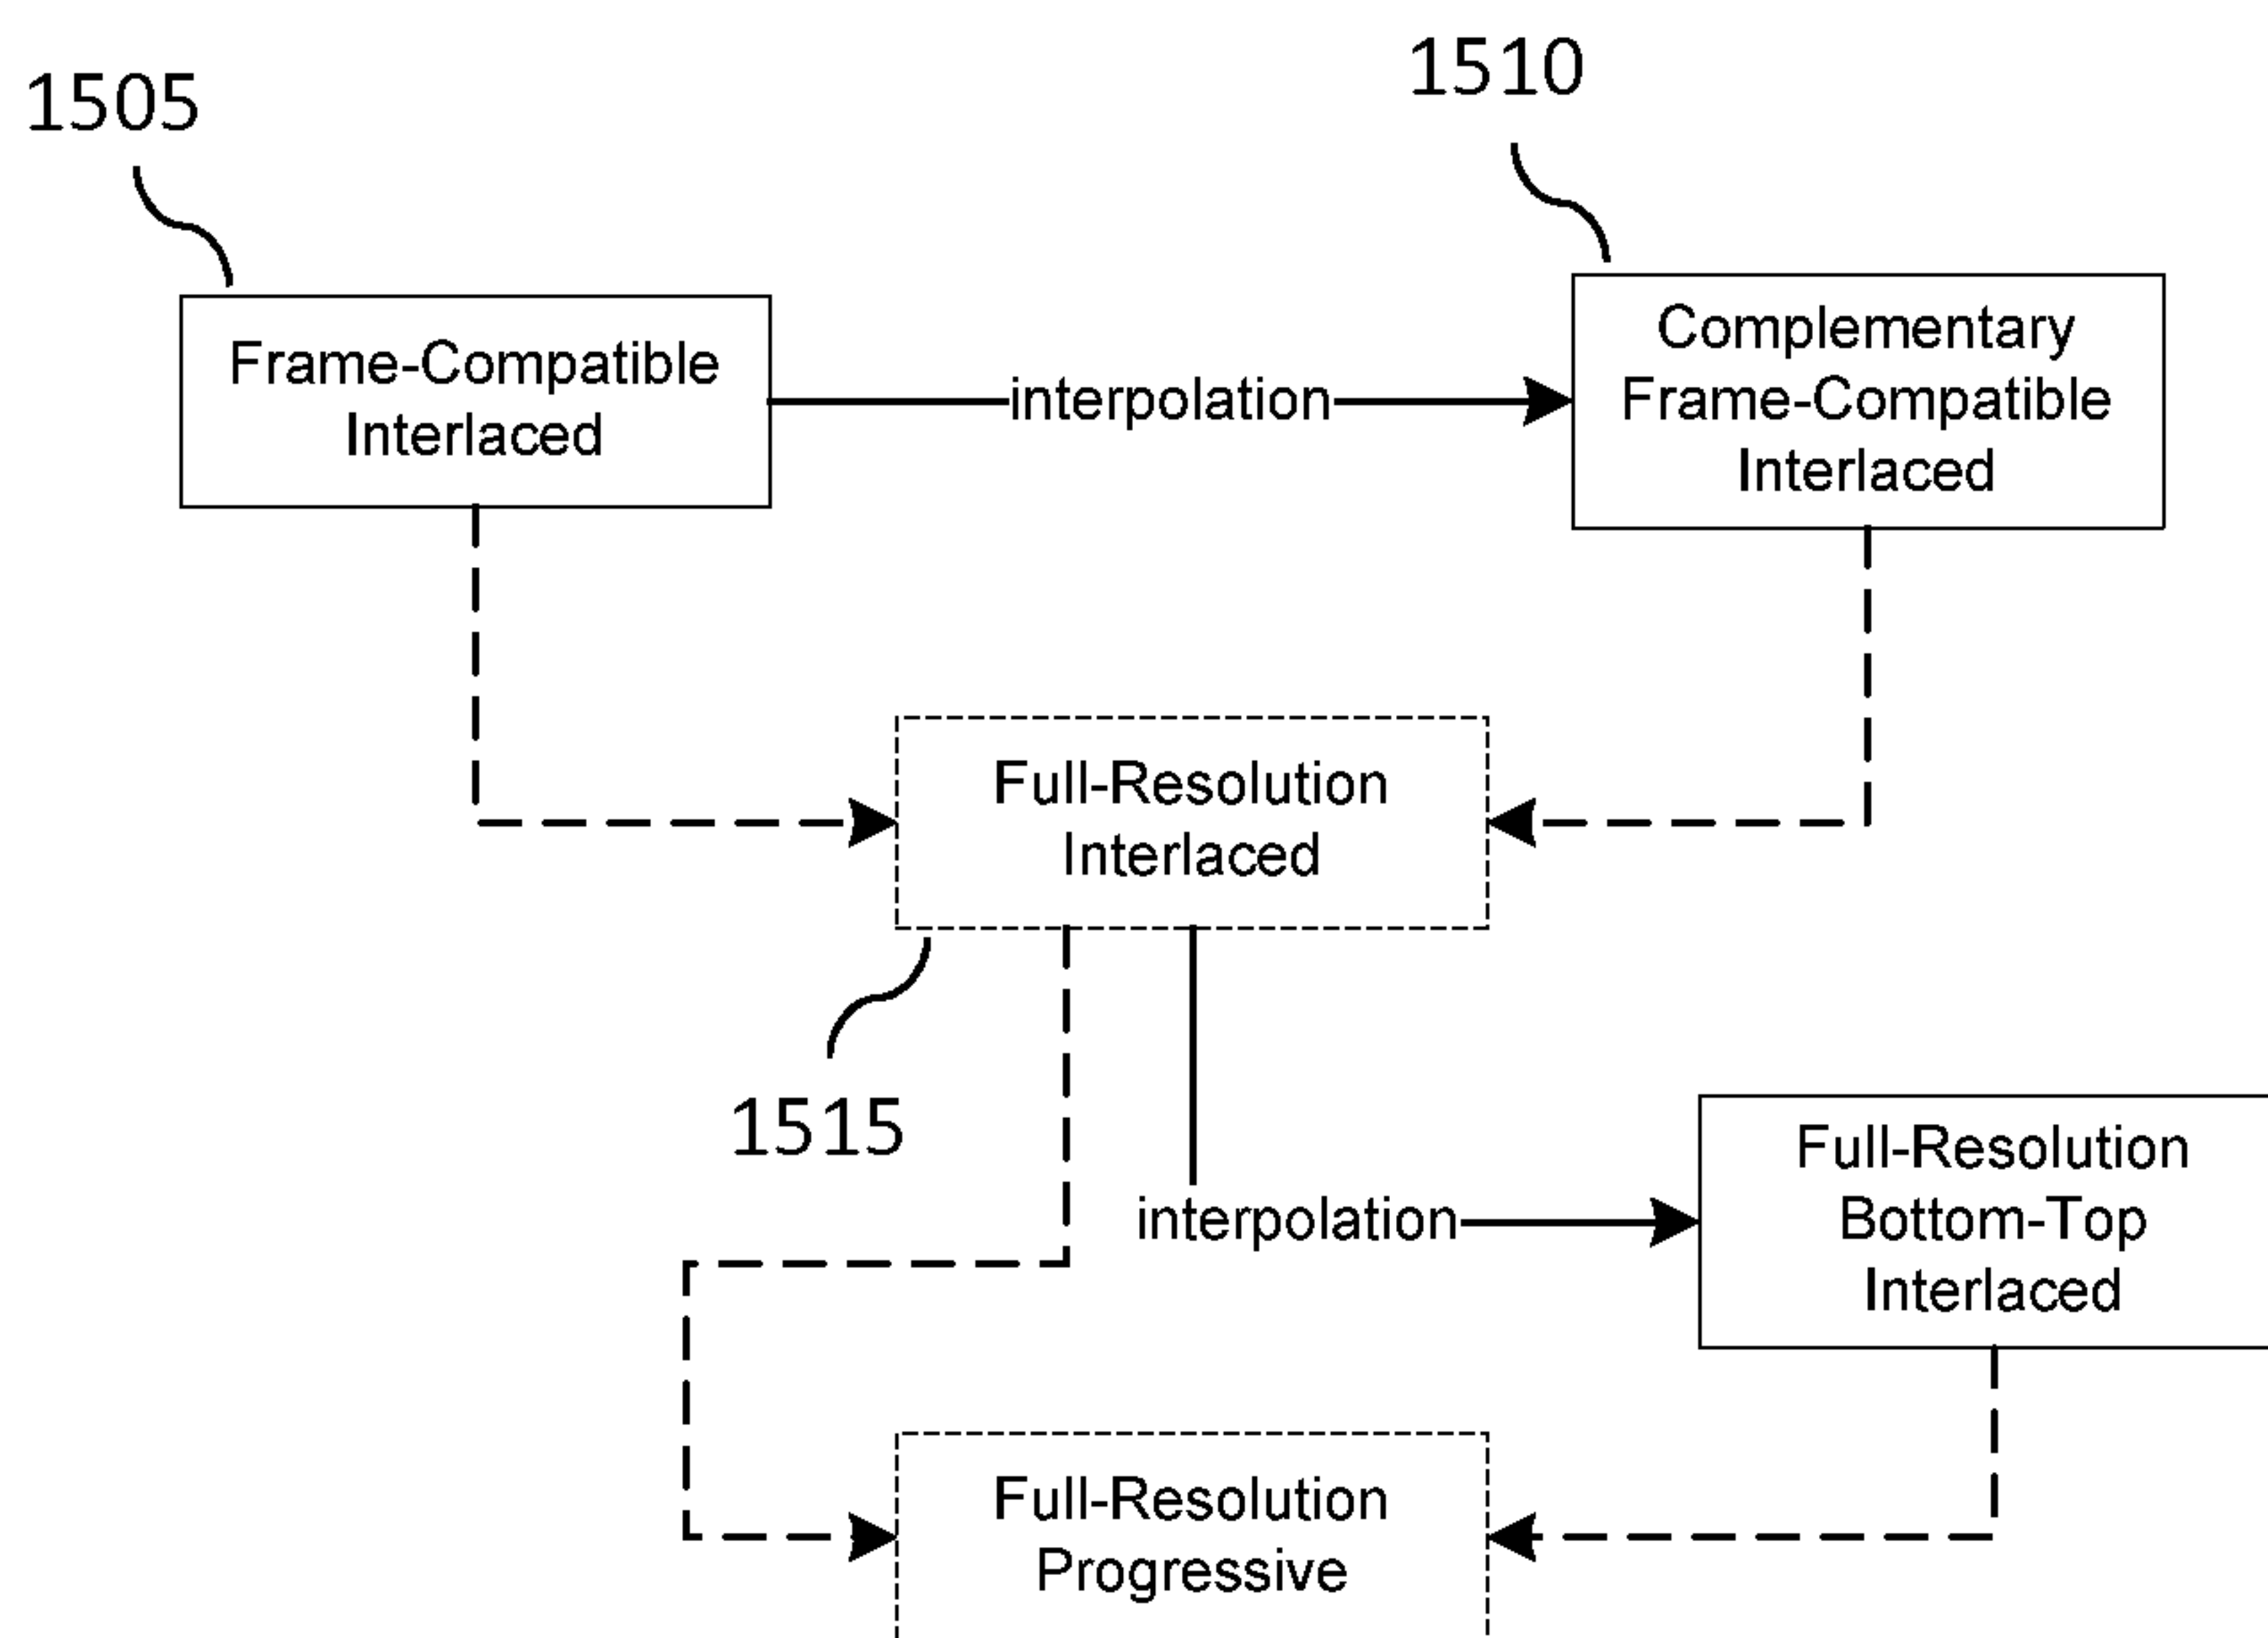 1505
1510
Frame-Compatible
Interlaced
interpolation
Complementary
Frame-Compatible
Interlaced
Full-Resolution
Interlaced
1515
interpolation
Full-Resolution
Bottom-Top
Interlaced
Full-Resolution
Progressive